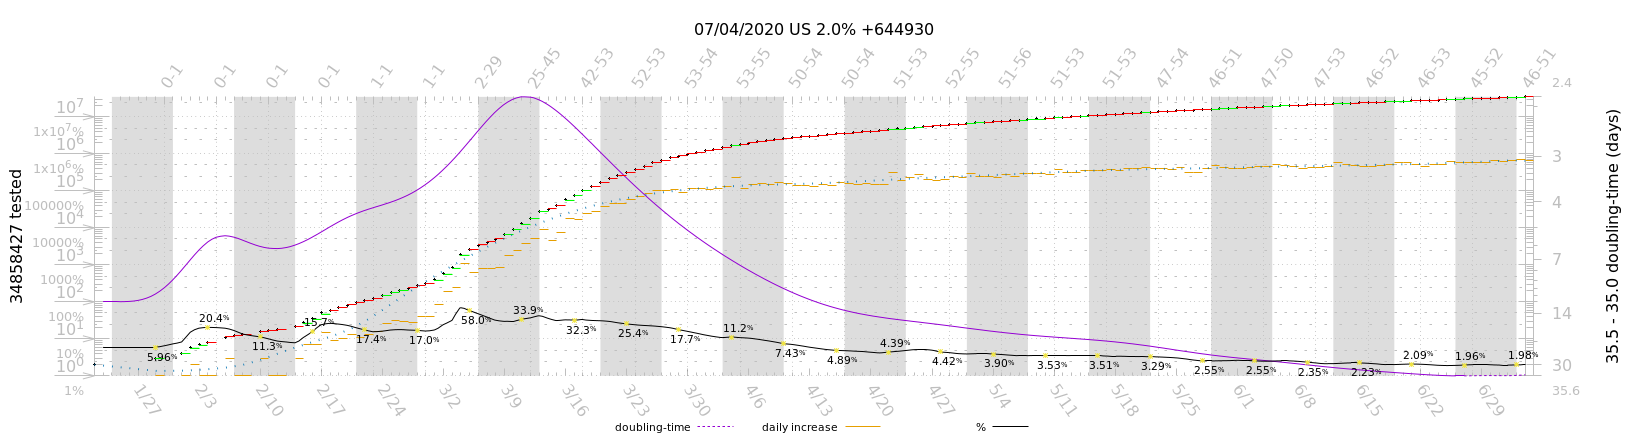 07/04/2020 US 2.0% +644930
0-1 0-1 0-1 0-1 1-1 1-1 2-29 25-45 42-53 52-53 53-54 53-55 50-54 50-54 51-53 52-55 51-56 51-53 51-53 47-54 46-51 47-50 47-53 46-52 46-53 45-52 46-51
34858427 tested
10⁷
1x10⁷%
10⁶
1x10⁶%
10⁵
100000%
10⁴
10000%
10³
1000%
10²
100%
10¹
10%
10⁰
1%
5.96% 20.4% 11.3% 15.7% 17.4% 17.0% 58.0% 33.9% 32.3% 25.4% 17.7% 11.2% 7.43% 4.89% 4.39% 4.42% 3.90% 3.53% 3.51% 3.29% 2.55% 2.55% 2.35% 2.23% 2.09% 1.96% 1.98%
2.4
3
4
7
14
30
35.6
35.5 - 35.0 doubling-time (days)
1/27 2/3 2/10 2/17 2/24 3/2 3/9 3/16 3/23 3/30 4/6 4/13 4/20 4/27 5/4 5/11 5/18 5/25 6/1 6/8 6/15 6/22 6/29
doubling-time daily increase %